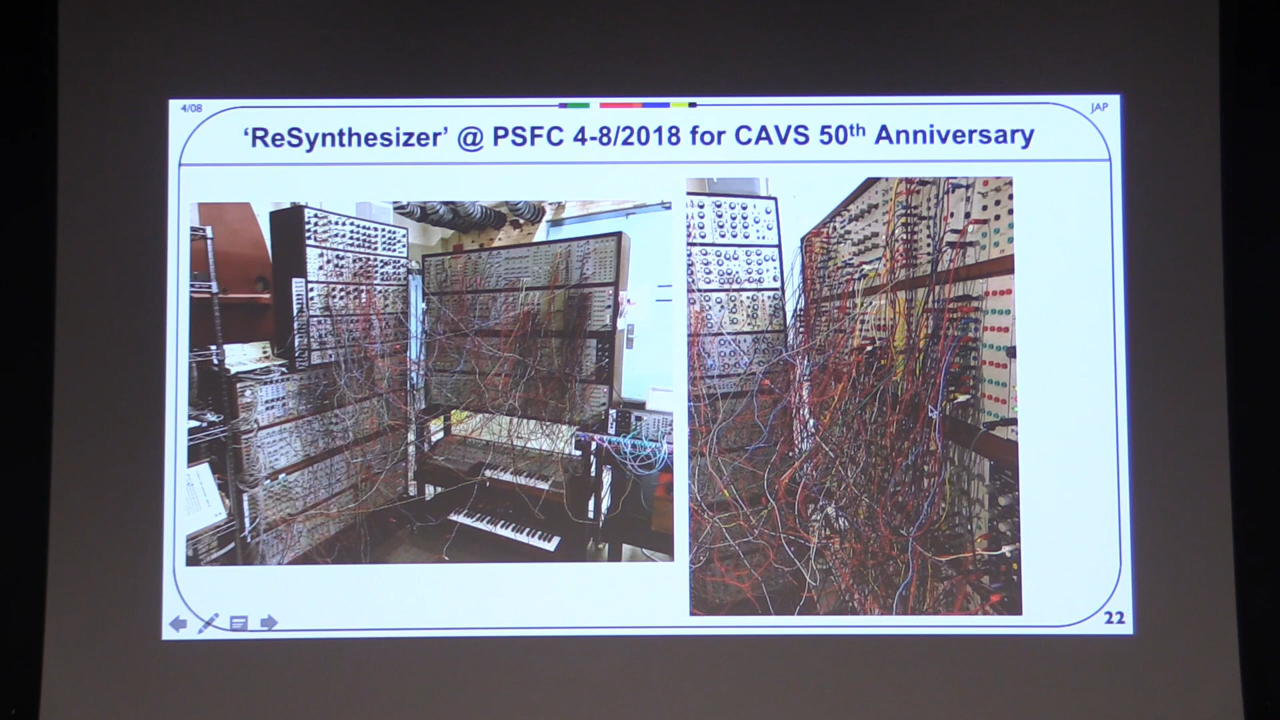 4/08
JAP
‘ReSynthesizer’ @ PSFC 4-8/2018 for CAVS 50th Anniversary
22